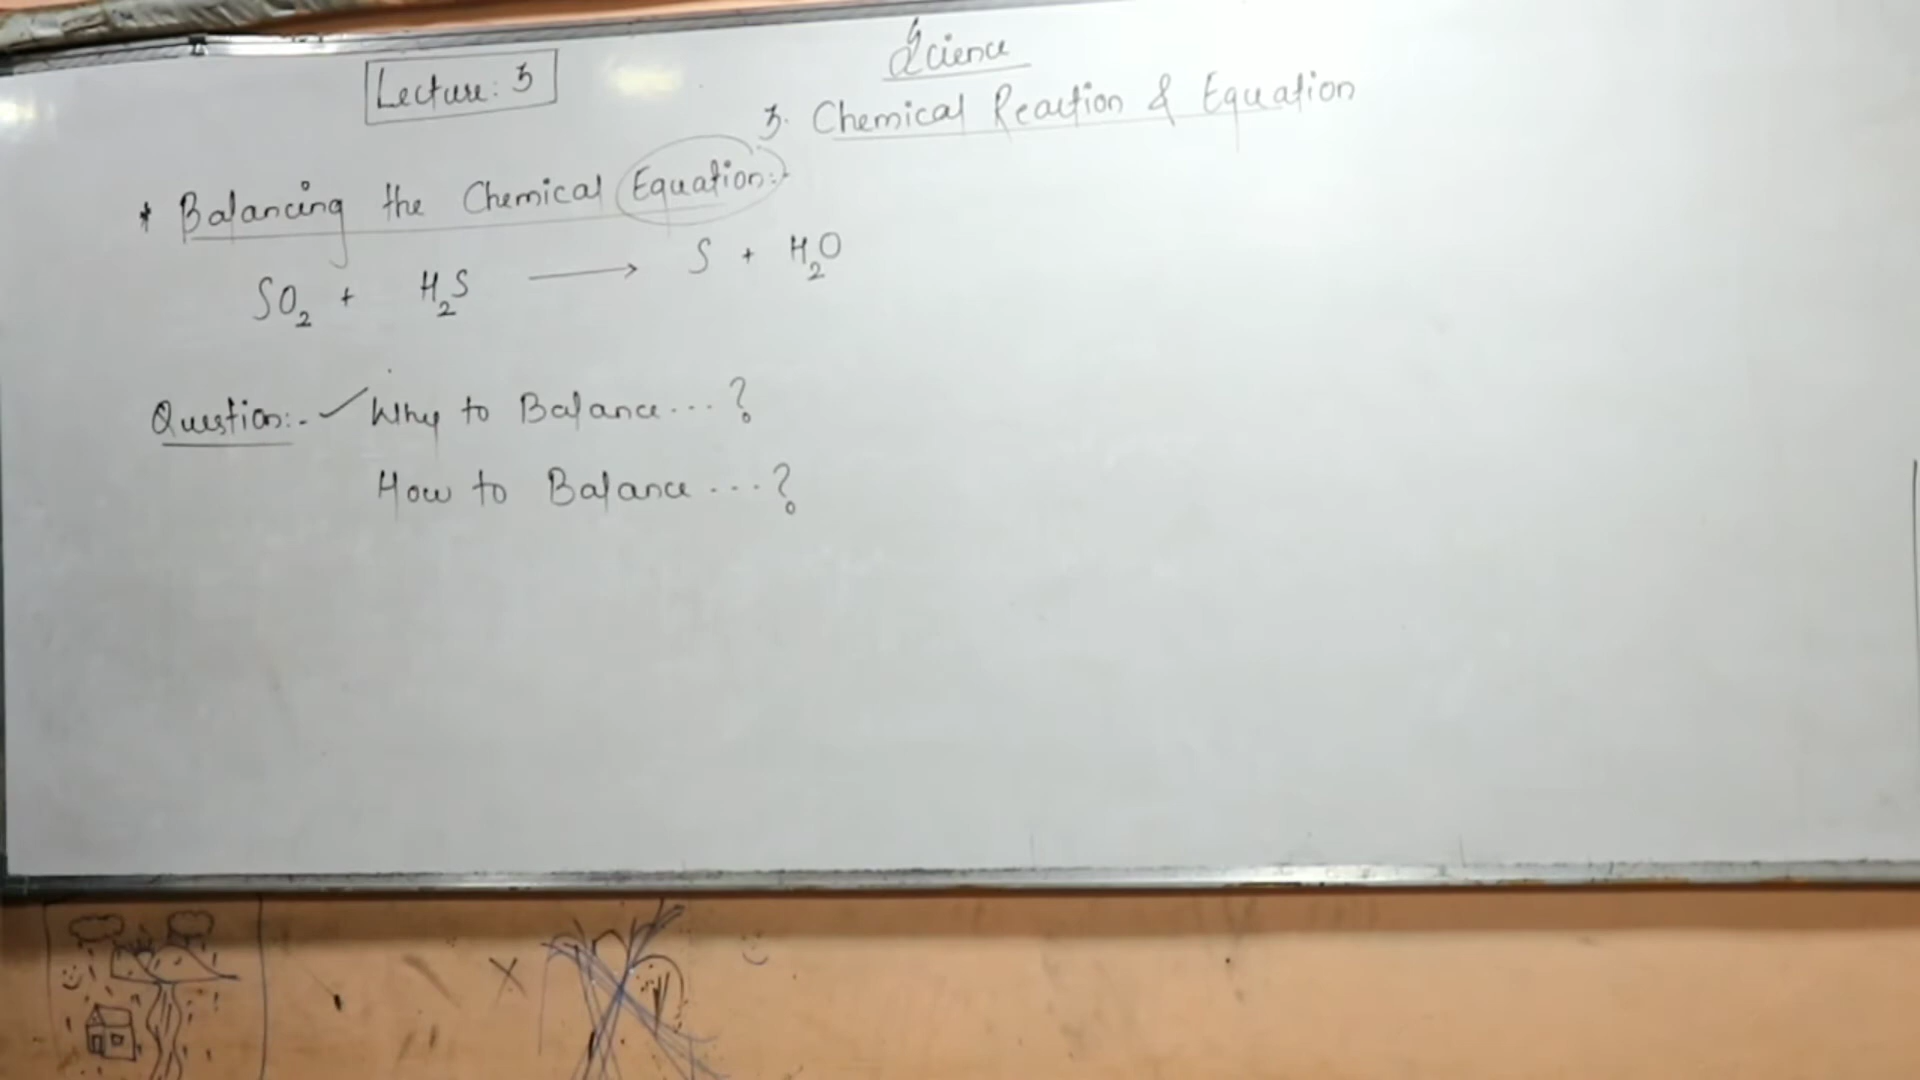 Lecture: 3
Science
3. Chemical Reaction & Equation
* Balancing the Chemical Equation:-
SO₂ + H₂S ⟶ S + H₂O
Question:- ✓ Why to Balance...?
How to Balance...?